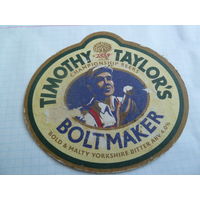 TIMOTHY TAYLOR'S
CHAMPIONSHIP BEERS
BOLTMAKER
BOLD & MALTY YORKSHIRE BITTER ABV 4.0%